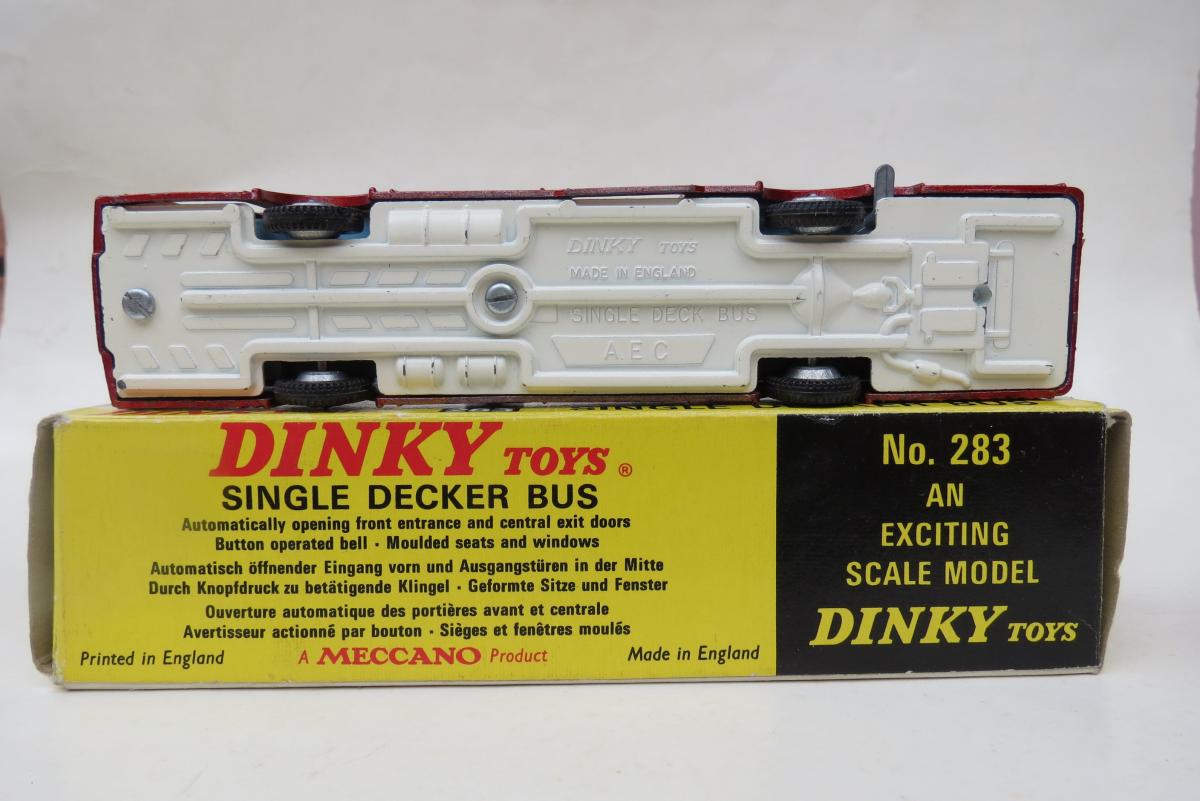 DINKY TOYS
MADE IN ENGLAND
SINGLE DECK BUS
A.E.C
DINKY TOYS®
SINGLE DECKER BUS
Automatically opening front entrance and central exit doors
Button operated bell · Moulded seats and windows
Automatisch öffnender Eingang vorn und Ausgangstüren in der Mitte
Durch Knopfdruck zu betätigende Klingel · Geformte Sitze und Fenster
Ouverture automatique des portières avant et centrale
Avertisseur actionné par bouton · Sièges et fenêtres moulés
Printed in England
A MECCANO Product
Made in England
No. 283
AN
EXCITING
SCALE MODEL
DINKY TOYS